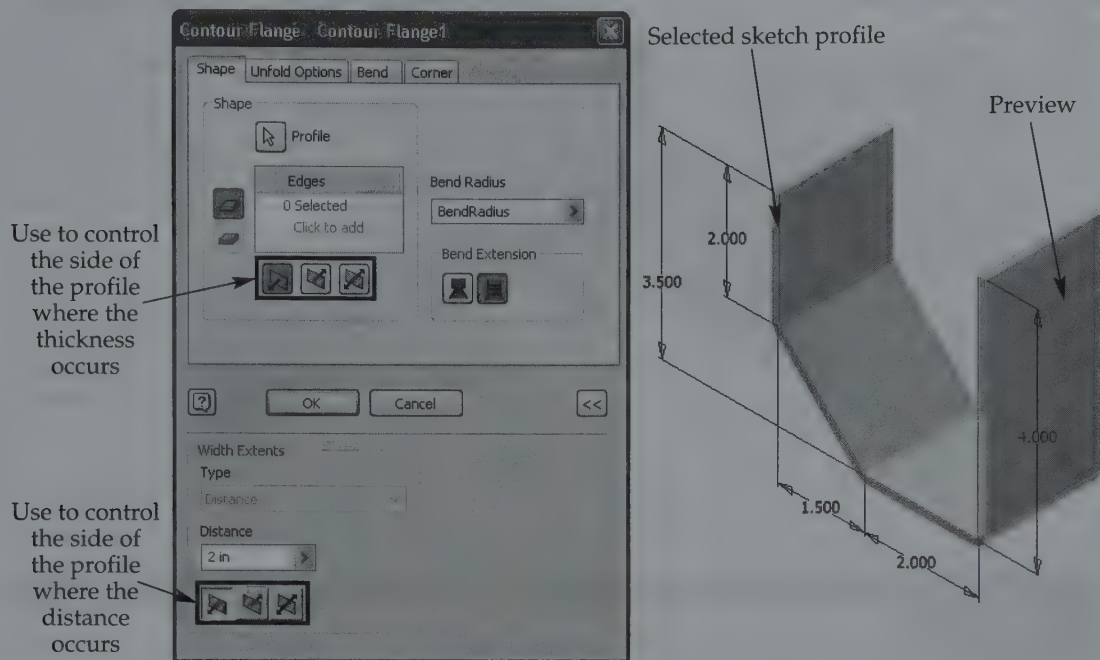 Contour Flange : Contour Flange1
Shape
Unfold Options
Bend
Corner
Shape
Profile
Edges
0 Selected
Click to add
Bend Radius
BendRadius
Bend Extension
OK
Cancel
<<
Width Extents
Type
Distance
Distance
2 in
Use to control
the side of
the profile
where the
thickness
occurs
Use to control
the side of
the profile
where the
distance
occurs
Selected sketch profile
Preview
2.000
3.500
4.000
1.500
2.000